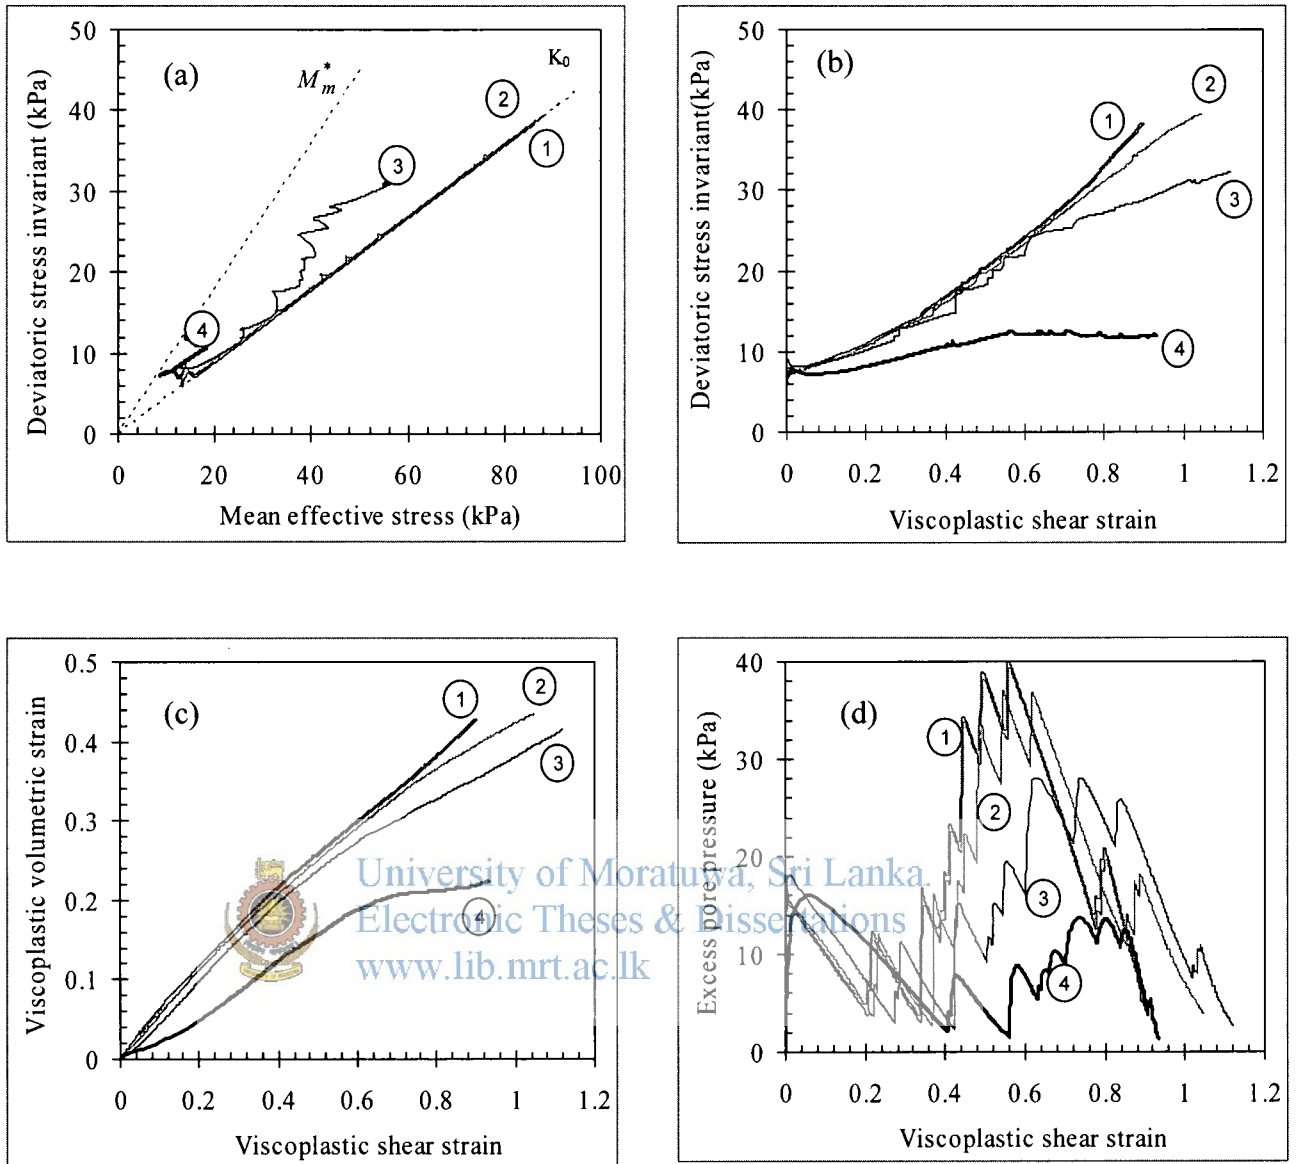 (a)
M*m
K0
2
1
3
4
50
40
30
20
10
0
0 20 40 60 80 100
Deviatoric stress invariant (kPa)
Mean effective stress (kPa)
(b)
1
2
3
4
50
40
30
20
10
0
0 0.2 0.4 0.6 0.8 1 1.2
Deviatoric stress invariant(kPa)
Viscoplastic shear strain
(c)
1
2
3
4
0.5
0.4
0.3
0.2
0.1
0
0 0.2 0.4 0.6 0.8 1 1.2
Viscoplastic volumetric strain
Viscoplastic shear strain
(d)
1
2
3
4
40
30
20
10
0
0 0.2 0.4 0.6 0.8 1 1.2
Excess pore pressure (kPa)
Viscoplastic shear strain
University of Moratuwa, Sri Lanka.
Electronic Theses & Dissertations
www.lib.mrt.ac.lk